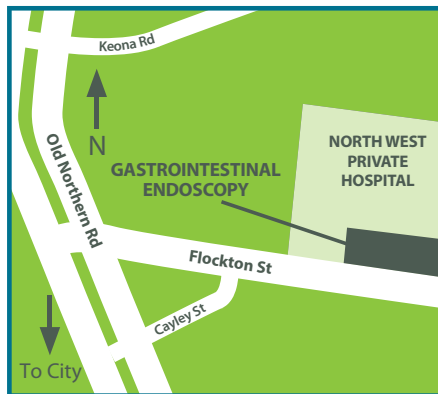 Keona Rd
N
Old Northern Rd
NORTH WEST
PRIVATE
HOSPITAL
GASTROINTESTINAL
ENDOSCOPY
Flockton St
Cayley St
To City